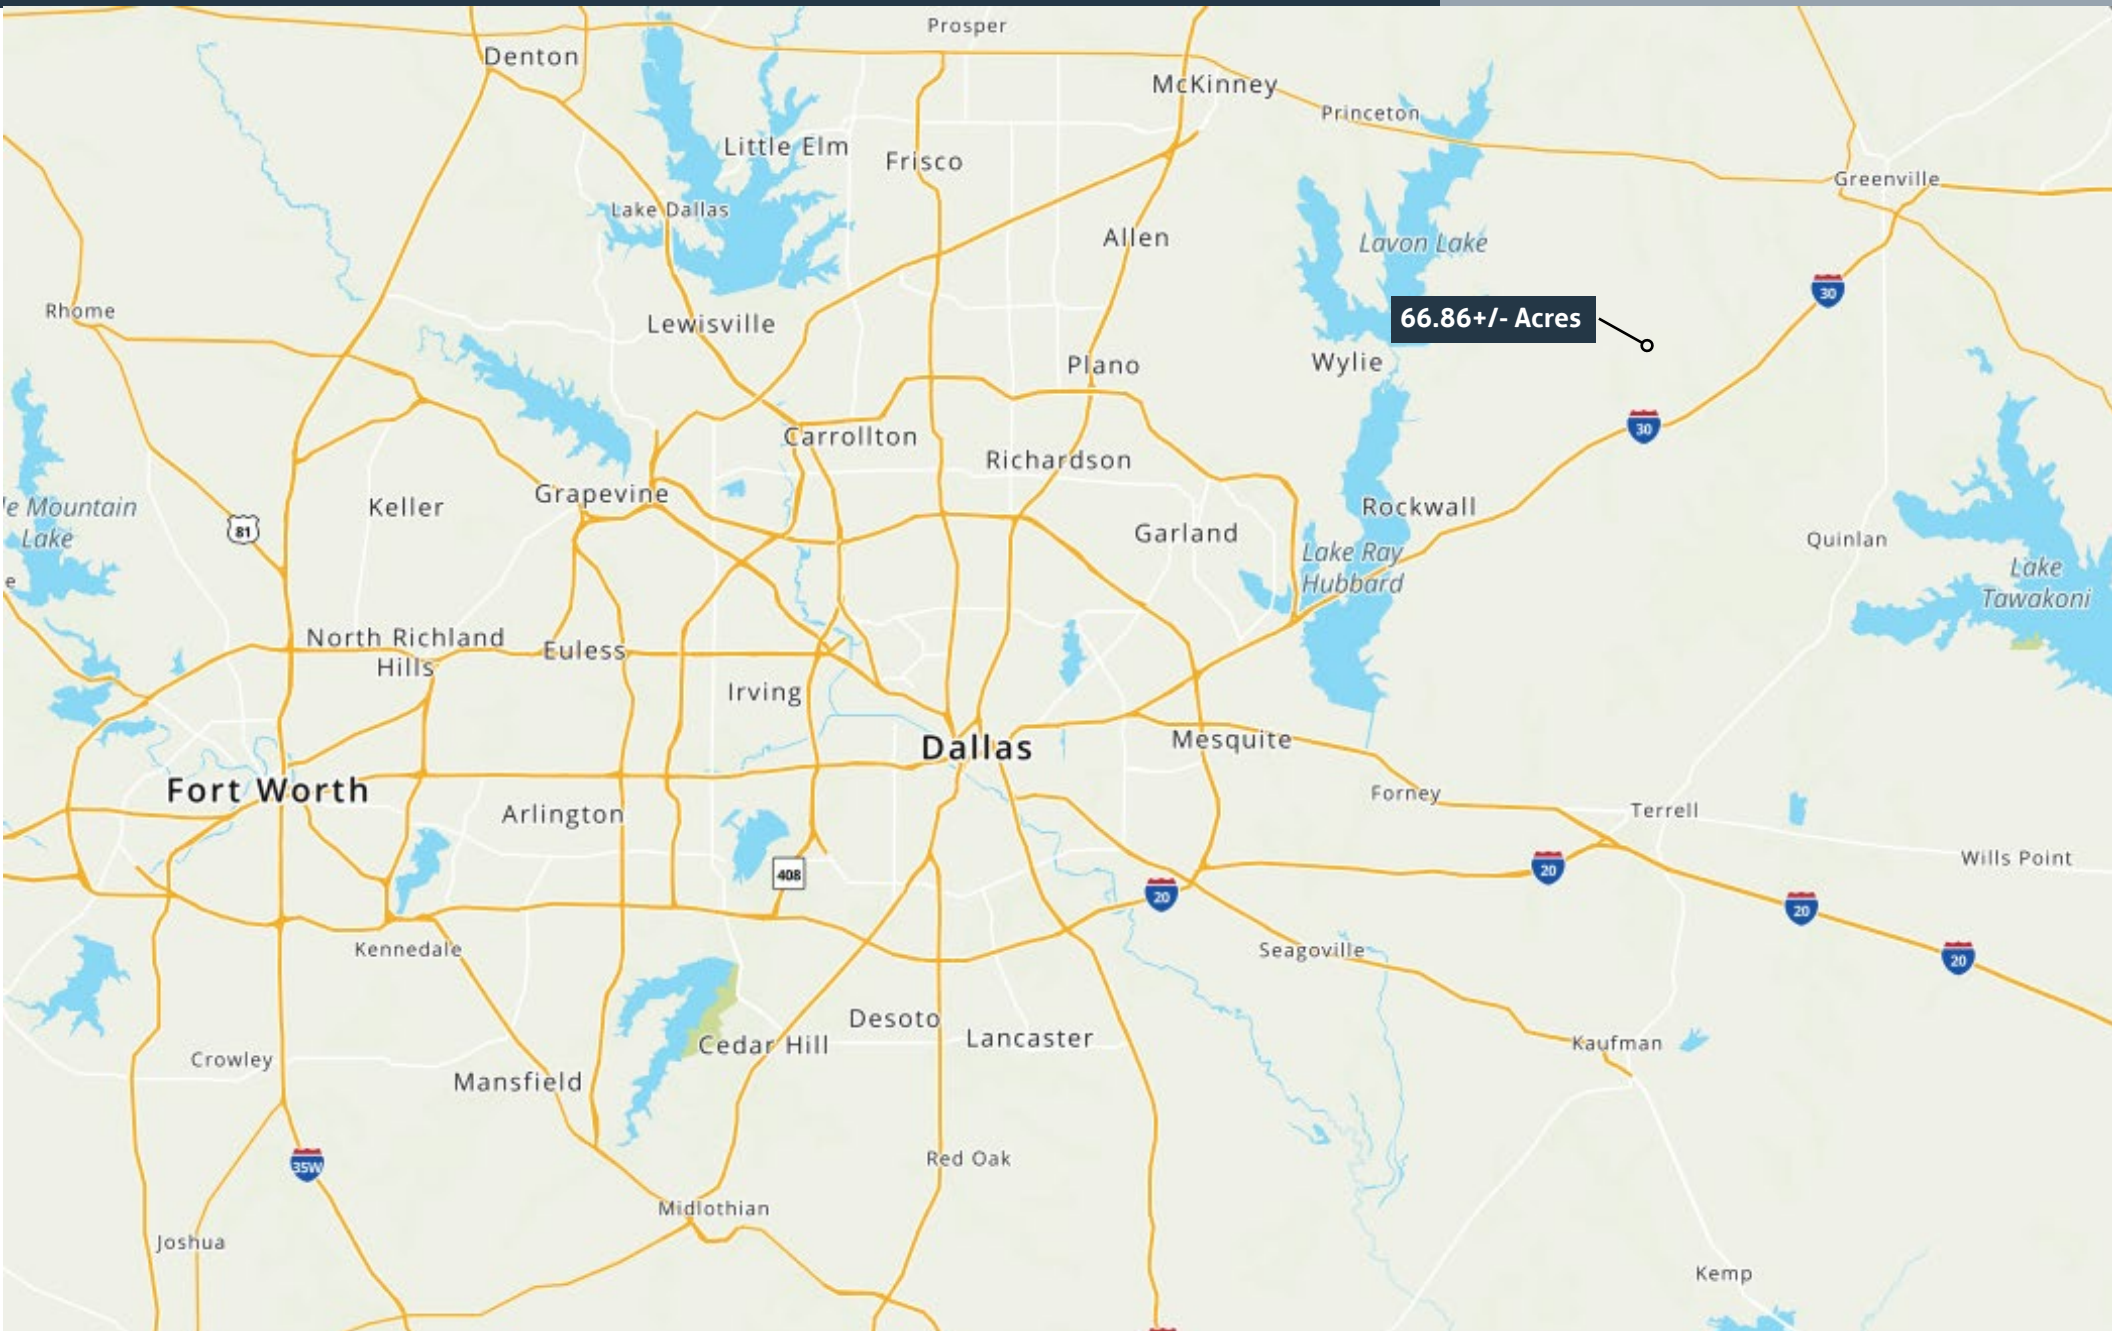 Prosper
Denton
McKinney
Princeton
Little Elm
Frisco
Greenville
Lake Dallas
Allen
Lavon Lake
30
Rhome
66.86+/- Acres
Lewisville
Wylie
Plano
30
Carrollton
Richardson
Grapevine
Keller
le Mountain
Lake
Rockwall
81
Garland
Quinlan
Lake Ray
Hubbard
Lake
Tawakoni
e
North Richland
Hills
Euless
Irving
Dallas
Mesquite
Fort Worth
Forney
Arlington
Terrell
Wills Point
408
20
20
20
20
Kennedale
Seagoville
Desoto
Lancaster
Cedar Hill
Kaufman
Crowley
Mansfield
Red Oak
35W
Midlothian
Joshua
Kemp